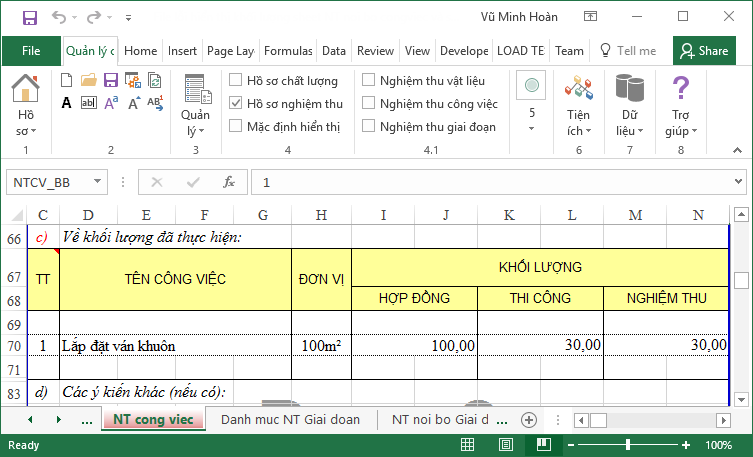 Vũ Minh Hoàn
File Quản lý c Home Insert Page Lay Formulas Data Review View Develope LOAD TE Team Tell me Share
Hồ sơ
1
A abl Aa A AB¹
2
Quản lý
3
Hồ sơ chất lượng
Hồ sơ nghiệm thu
Mặc định hiển thị
4
Nghiệm thu vật liệu
Nghiệm thu công việc
Nghiệm thu giai đoạn
4.1
5
5
Tiện ích
6
Dữ liệu
7
Trợ giúp
8
NTCV_BB fx 1
C D E F G H I J K L M N
66 c) Về khối lượng đã thực hiện:
67 TT TÊN CÔNG VIỆC ĐƠN VỊ KHỐI LƯỢNG
68 HỢP ĐỒNG THI CÔNG NGHIỆM THU
69
70 1 Lắp đặt ván khuôn 100m² 100,00 30,00 30,00
71
83 d) Các ý kiến khác (nếu có):
... NT cong viec Danh muc NT Giai doan NT noi bo Giai d ...
Ready 100%